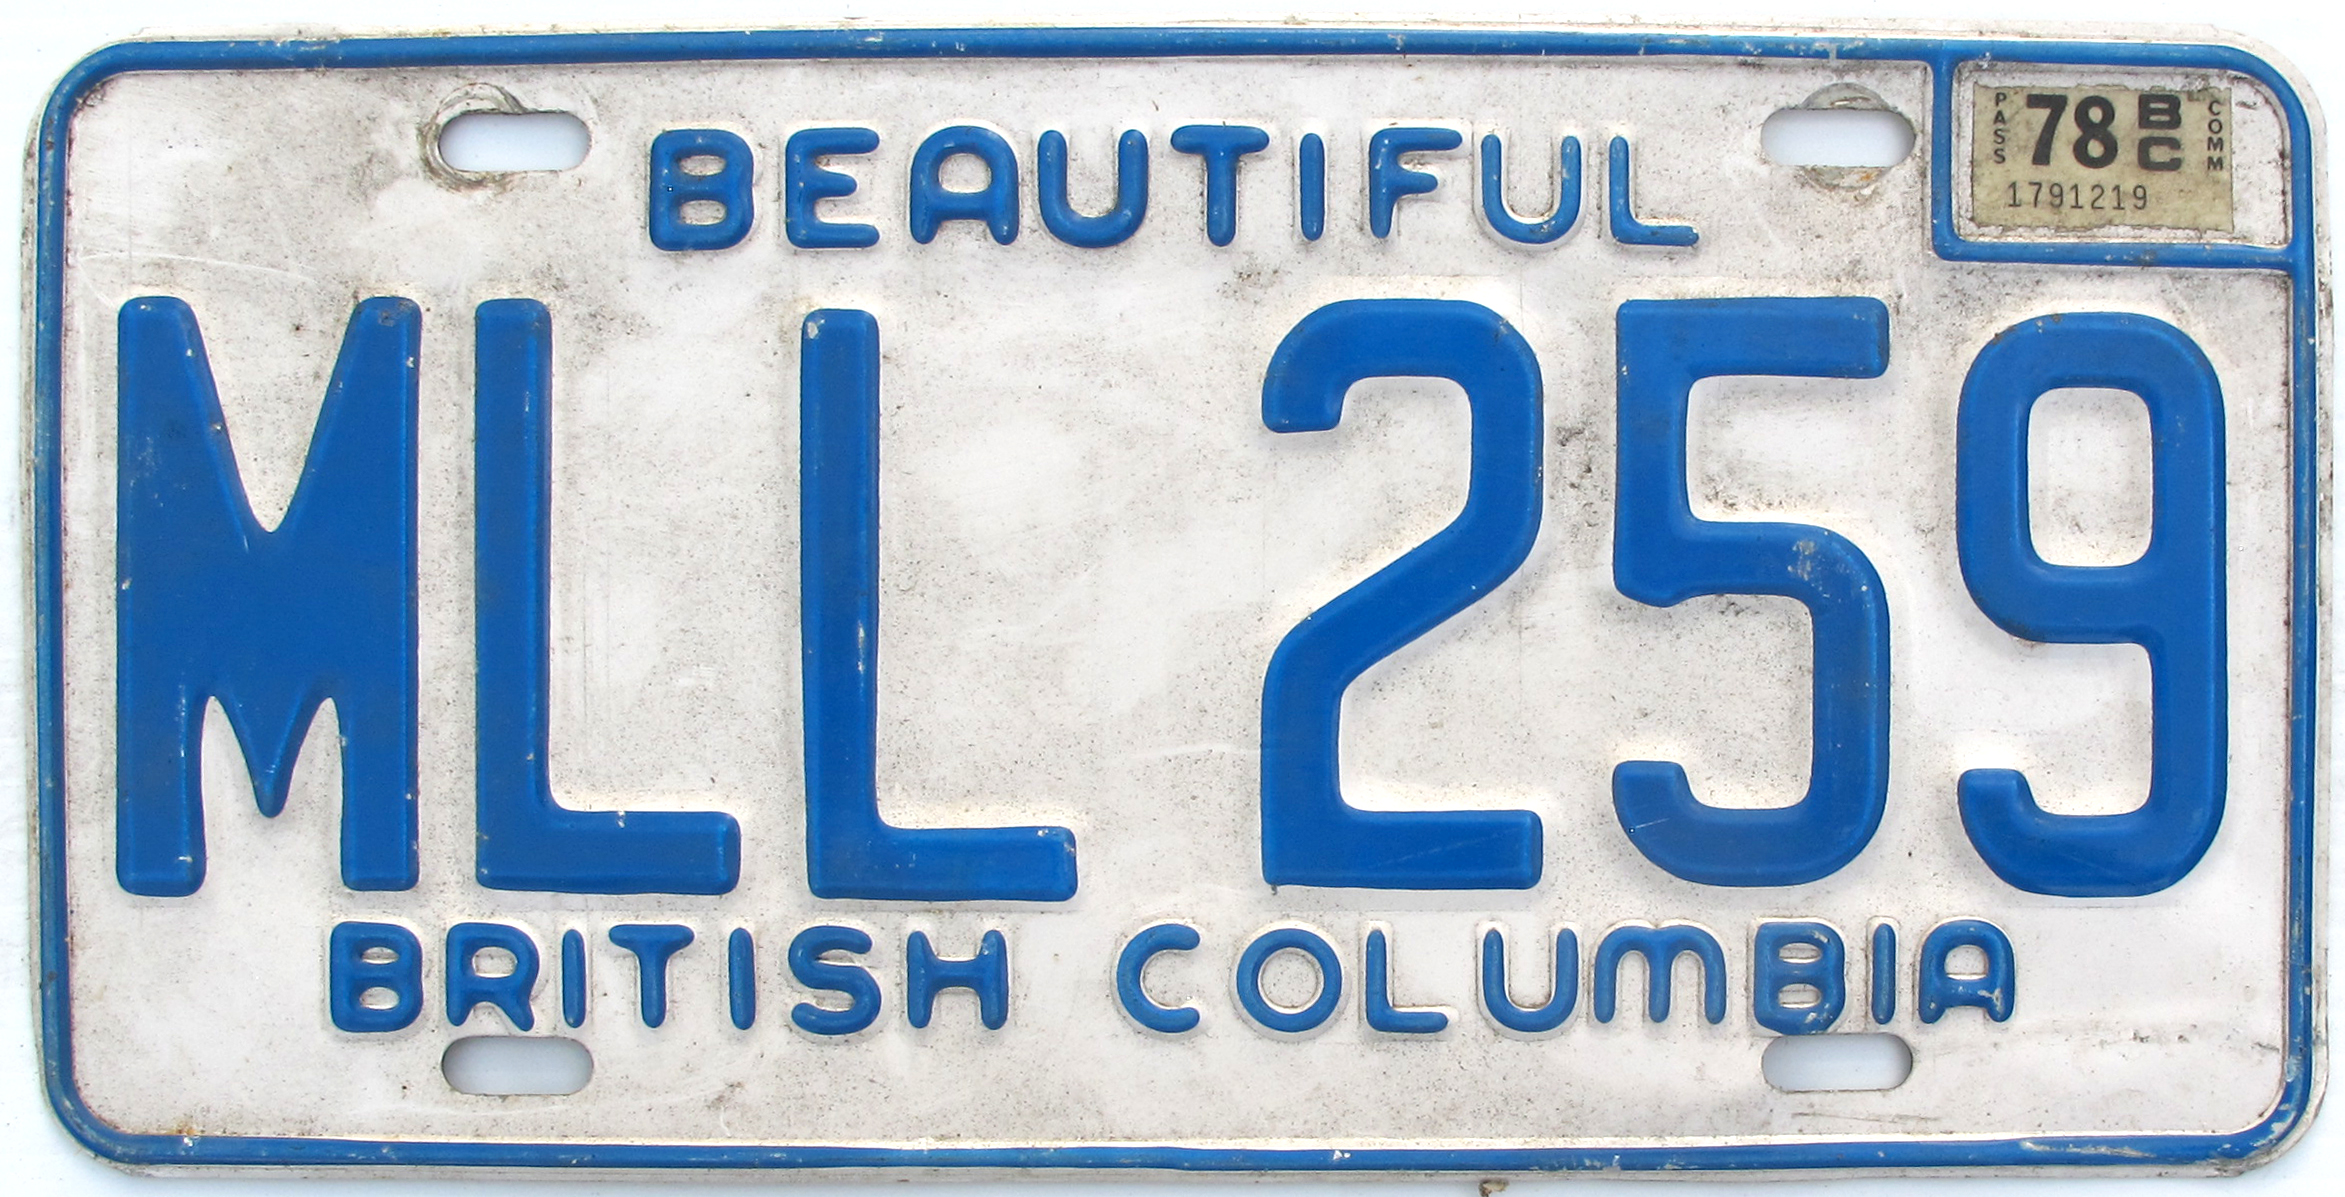 BEAUTIFUL
PASS 78 BC COMM
1791219
MLL 259
BRITISH COLUMBIA